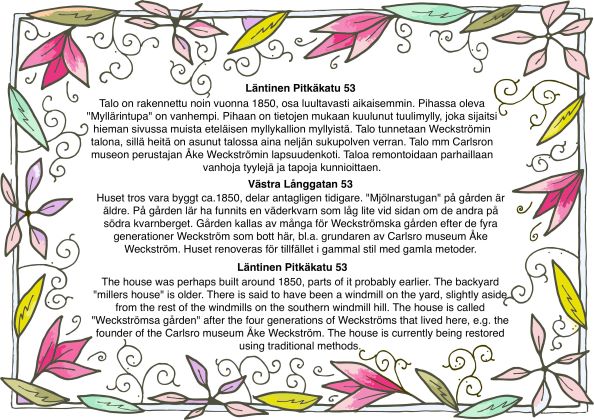 Läntinen Pitkäkatu 53
Talo on rakennettu noin vuonna 1850, osa luultavasti aikaisemmin. Pihassa oleva
"Myllärintupa" on vanhempi. Pihaan on tietojen mukaan kuulunut tuulimylly, joka sijaitsi
hieman sivussa muista eteläisen myllykallion myllyistä. Talo tunnetaan Weckströmin
talona, sillä heitä on asunut talossa aina neljän sukupolven verran. Talo mm Carlsron
museon perustajan Åke Weckströmin lapsuudenkoti. Taloa remontoidaan parhaillaan
vanhoja tyylejä ja tapoja kunnioittaen.
Västra Långgatan 53
Huset tros vara byggt ca.1850, delar antagligen tidigare. "Mjölnarstugan" på gården är
äldre. På gården lär ha funnits en väderkvarn som låg lite vid sidan om de andra på
södra kvarnberget. Gården kallas av många för Weckströmska gården efter de fyra
generationer Weckström som bott här, bl.a. grundaren av Carlsro museum Åke
Weckström. Huset renoveras för tillfället i gammal stil med gamla metoder.
Läntinen Pitkäkatu 53
The house was perhaps built around 1850, parts of it probably earlier. The backyard
"millers house" is older. There is said to have been a windmill on the yard, slightly aside
from the rest of the windmills on the southern windmill hill. The house is called
"Weckströmsa gården" after the four generations of Weckströms that lived here, e.g. the
founder of the Carlsro museum Åke Weckström. The house is currently being restored
using traditional methods.